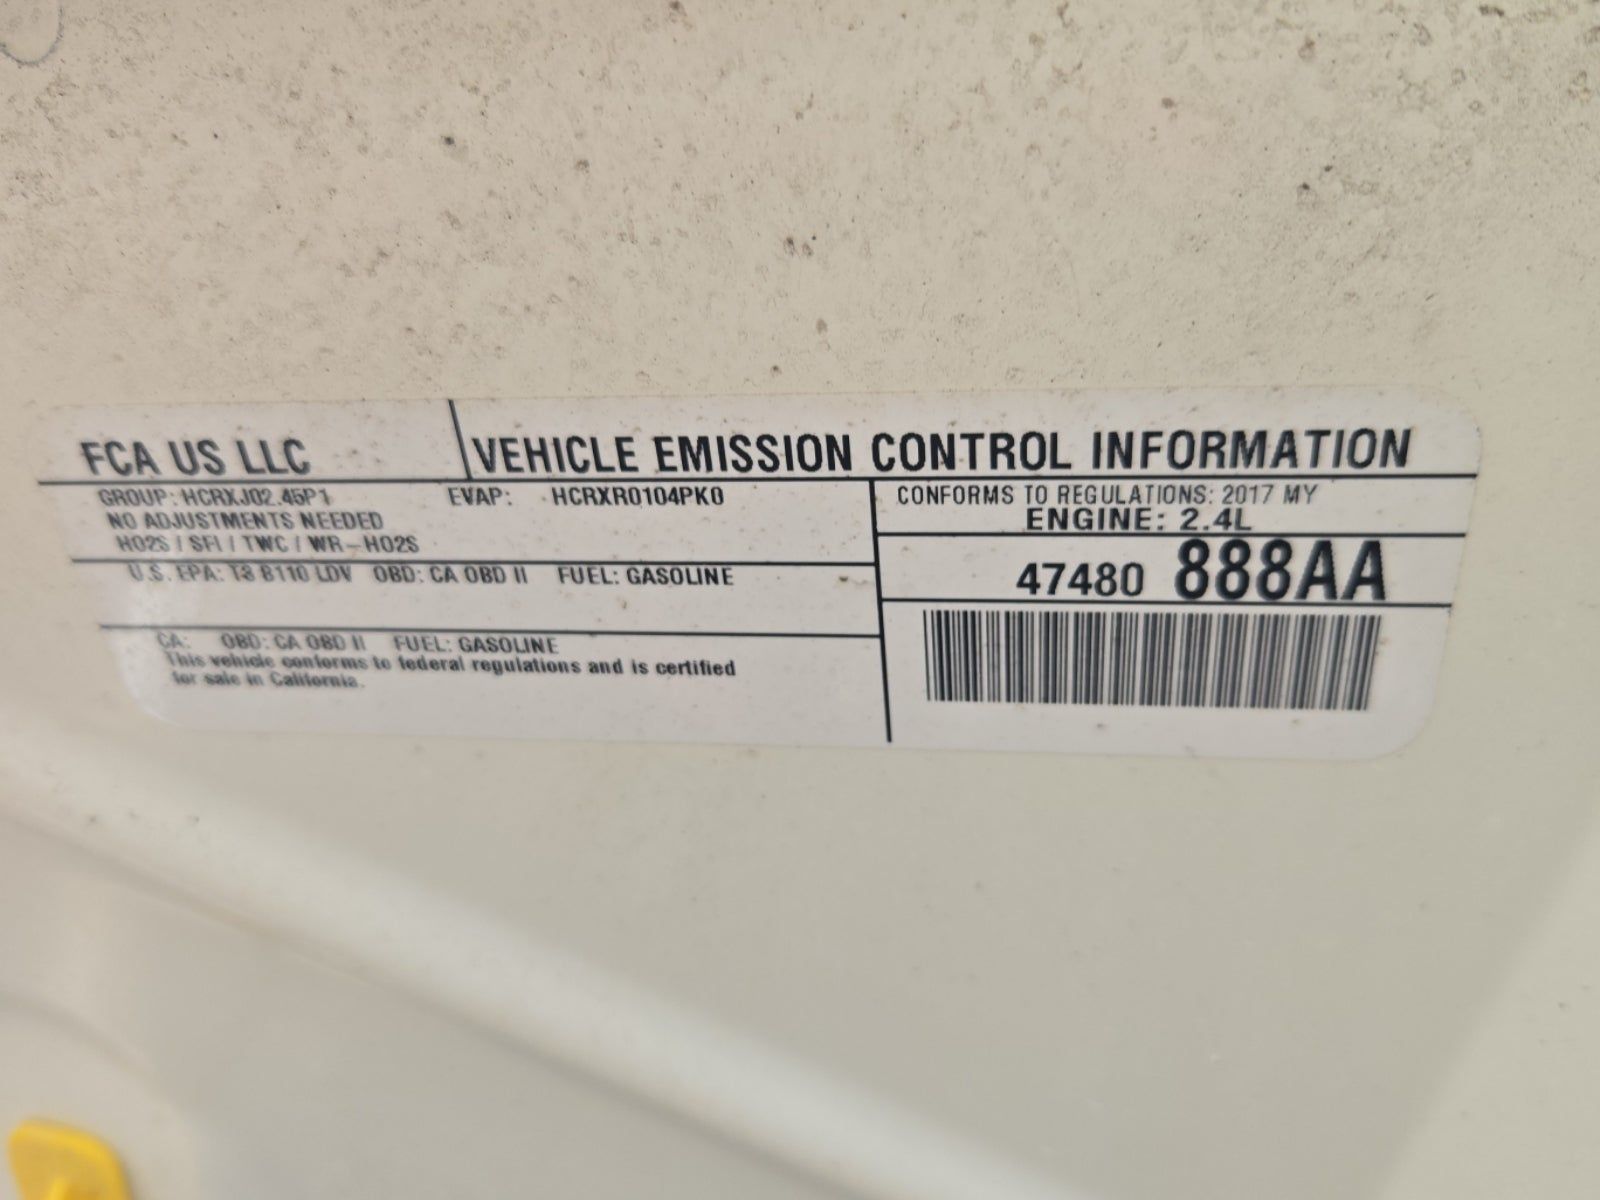 FCA US LLC
VEHICLE EMISSION CONTROL INFORMATION
GROUP: HCRXJ02.45P1 EVAP: HCRXR0104PK0
NO ADJUSTMENTS NEEDED
HO2S / SFI / TWC / WR-HO2S
U.S. EPA: T3 B110 LDV OBD: CA OBD II FUEL: GASOLINE
CA: OBD: CA OBD II FUEL: GASOLINE
This vehicle conforms to federal regulations and is certified
for sale in California.
CONFORMS TO REGULATIONS: 2017 MY
ENGINE: 2.4L
47480 888AA